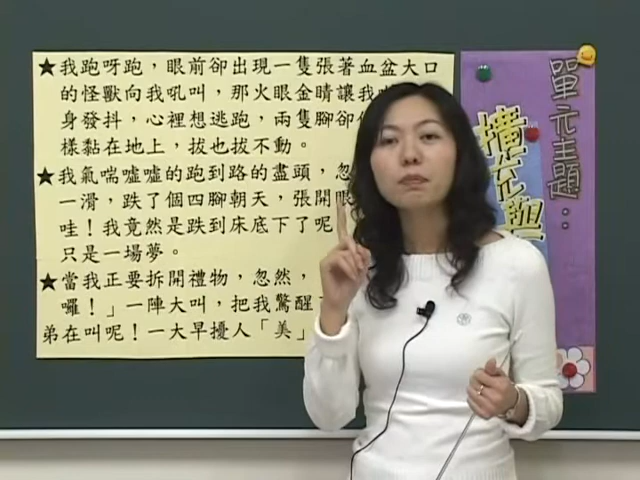 ★我跑呀跑，眼前卻出現一隻張著血盆大口
的怪獸向我吼叫，那火眼金睛讓我
身發抖，心裡想逃跑，兩隻腳卻
樣黏在地上，拔也拔不動。
★我氣喘噓噓的跑到路的盡頭，忽
一滑，跌了個四腳朝天，張開眼
哇！我竟然是跌到床底下了呢
只是一場夢。
★當我正要拆開禮物，忽然，
囉！」一陣大叫，把我驚醒
弟在叫呢！一大早擾人「美」
單元主題：
擴充與